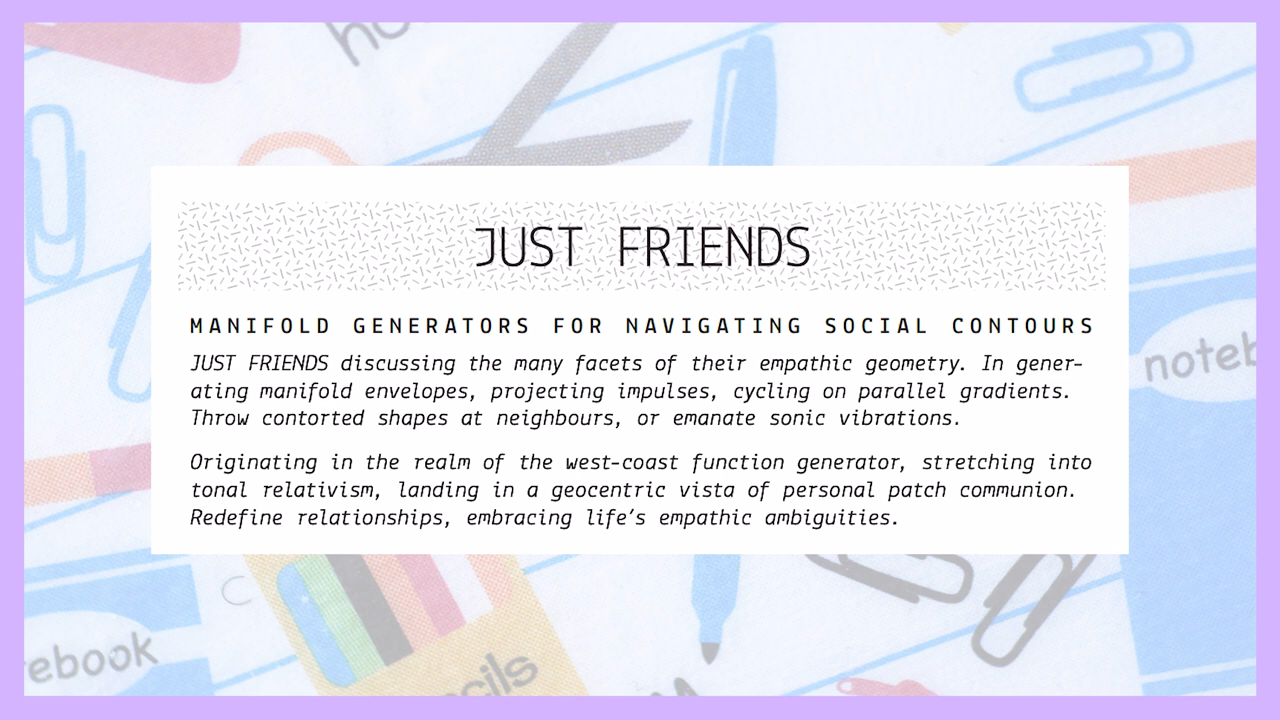 JUST FRIENDS
MANIFOLD GENERATORS FOR NAVIGATING SOCIAL CONTOURS
JUST FRIENDS discussing the many facets of their empathic geometry. In gener-
ating manifold envelopes, projecting impulses, cycling on parallel gradients.
Throw contorted shapes at neighbours, or emanate sonic vibrations.
Originating in the realm of the west-coast function generator, stretching into
tonal relativism, landing in a geocentric vista of personal patch communion.
Redefine relationships, embracing life's empathic ambiguities.